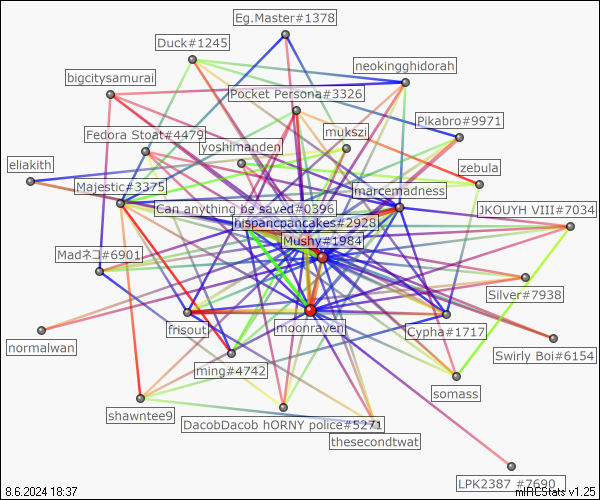 Eg.Master#1378
Duck#1245
neokingghidorah
bigcitysamurai
Pocket Persona#3326
Pikabro#9971
mukszi
Fedora Stoat#4479
yoshimanden
eliakith
zebula
Majestic#3375
marcemadness
Can anything be saved#0396
JKOUYH VIII#7034
hispancpancakes#2928
Mushy#1984
Madネコ#6901
Silver#7938
frisout
moonraven
Cypha#1717
normalwan
Swirly Boi#6154
ming#4742
somass
shawntee9
DacobDacob hORNY police#5271
thesecondtwat
LPK2387 #7690
8.6.2024 18:37
mIRCStats v1.25